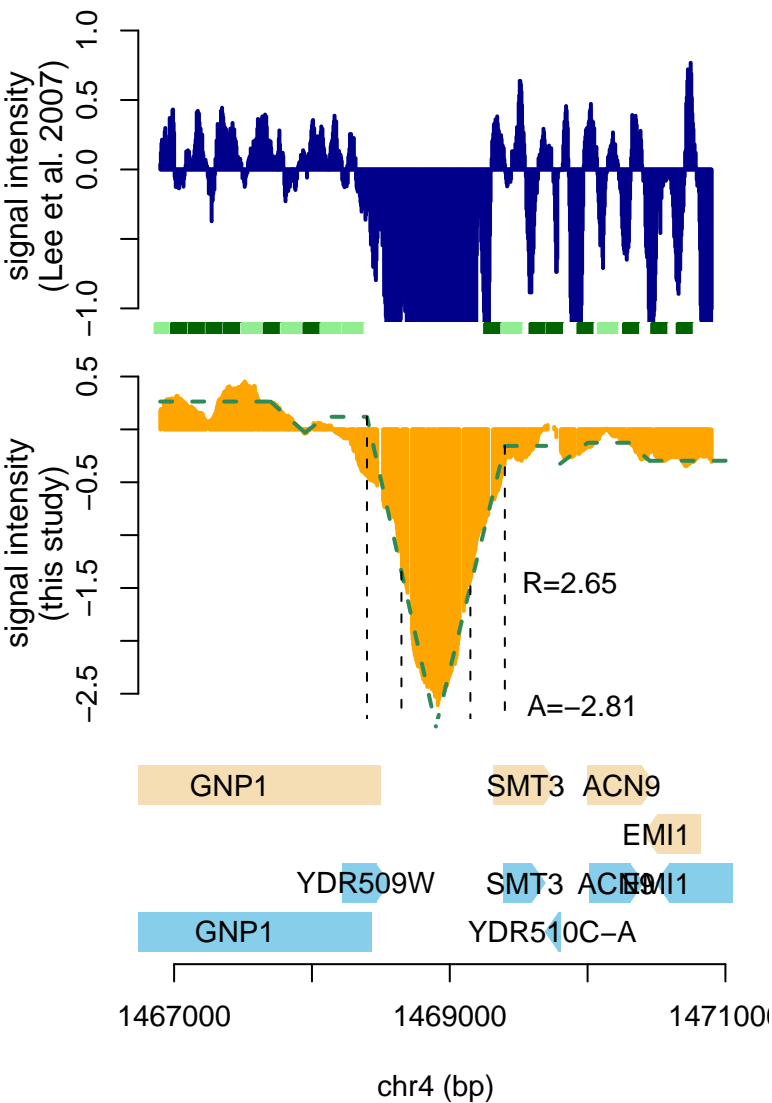 signal intensity
(Lee et al. 2007)
1.0
0.5
0.0
−1.0
signal intensity
(this study)
0.5
−0.5
−1.5
−2.5
R=2.65
A=−2.81
GNP1
SMT3
ACN9
EMI1
YDR509W
SMT3
ACN9
EMI1
GNP1
YDR510C−A
1467000
1469000
147100
chr4 (bp)